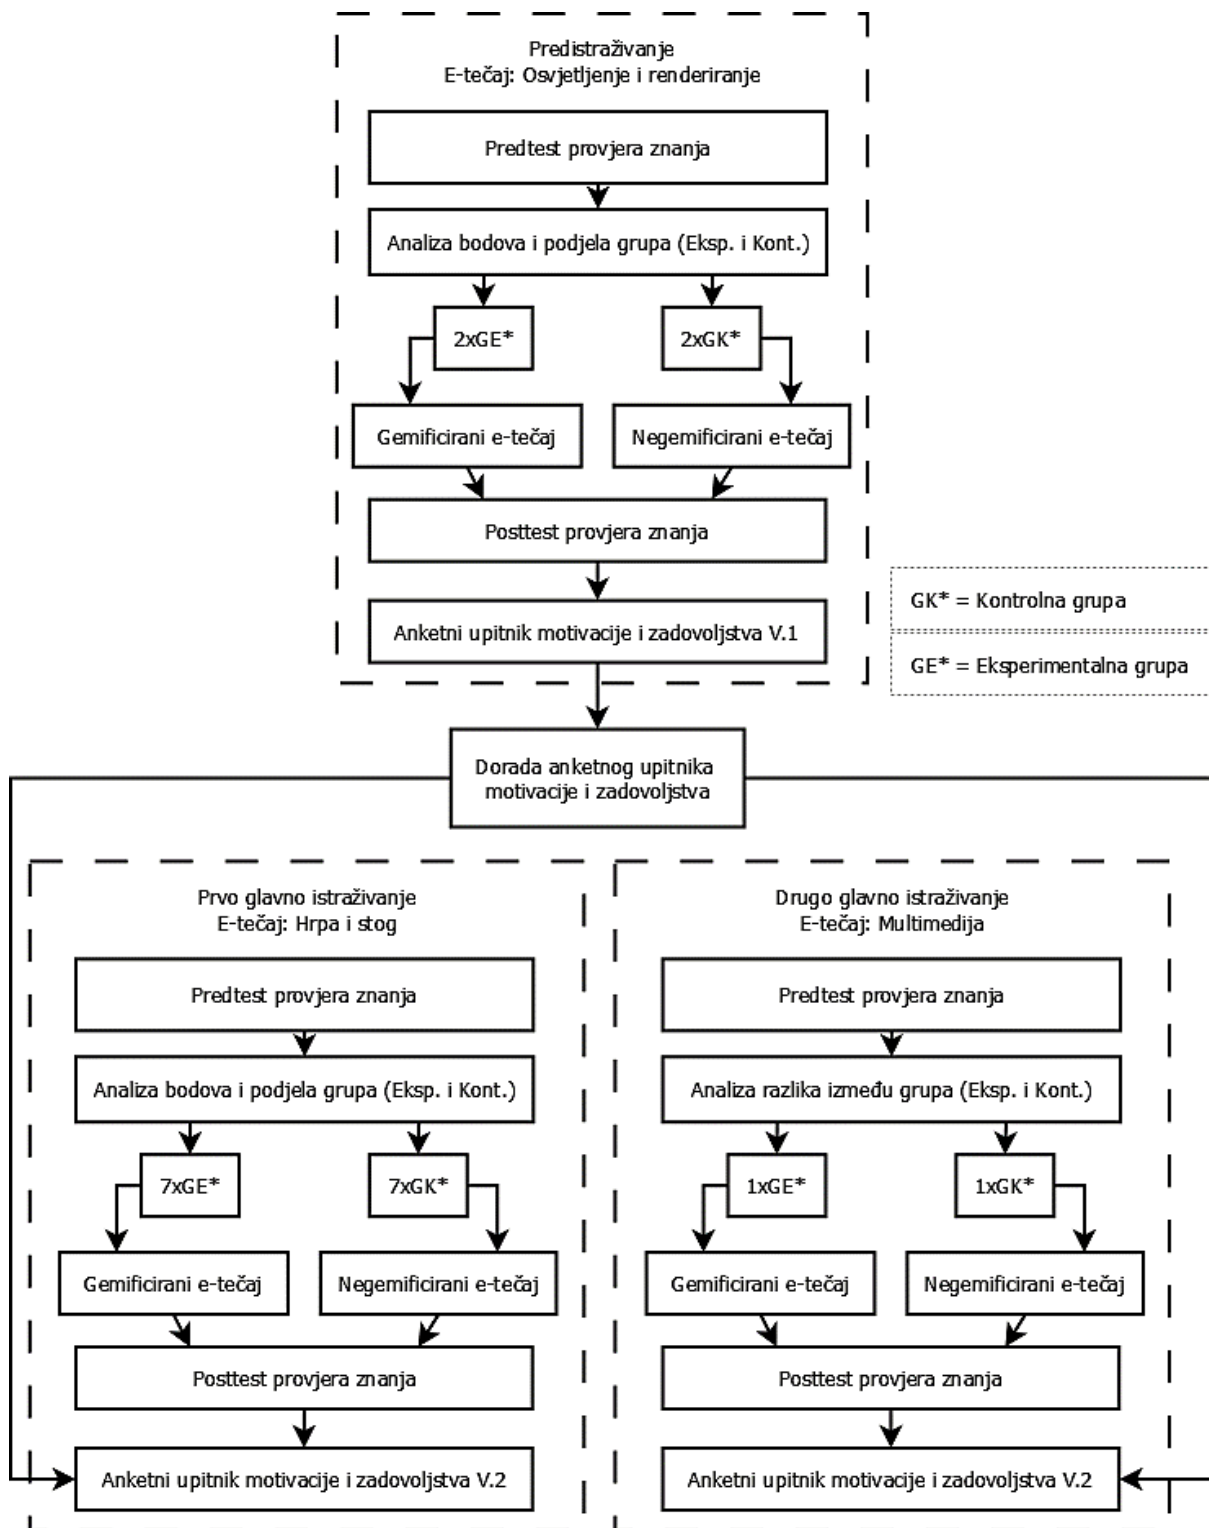 Predistraživanje
E-tečaj: Osvjetljenje i renderiranje
Predtest provjera znanja
Analiza bodova i podjela grupa (Eksp. i Kont.)
2xGE*
2xGK*
Gemificirani e-tečaj
Negemificirani e-tečaj
Posttest provjera znanja
Anketni upitnik motivacije i zadovoljstva V.1
GK* = Kontrolna grupa
GE* = Eksperimentalna grupa
Dorada anketnog upitnika
motivacije i zadovoljstva
Prvo glavno istraživanje
E-tečaj: Hrpa i stog
Predtest provjera znanja
Analiza bodova i podjela grupa (Eksp. i Kont.)
7xGE*
7xGK*
Gemificirani e-tečaj
Negemificirani e-tečaj
Posttest provjera znanja
Anketni upitnik motivacije i zadovoljstva V.2
Drugo glavno istraživanje
E-tečaj: Multimedija
Predtest provjera znanja
Analiza razlika između grupa (Eksp. i Kont.)
1xGE*
1xGK*
Gemificirani e-tečaj
Negemificirani e-tečaj
Posttest provjera znanja
Anketni upitnik motivacije i zadovoljstva V.2